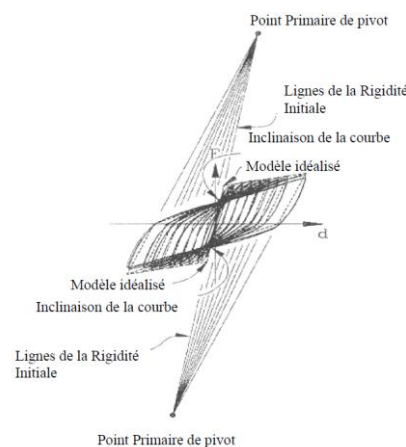 Point Primaire de pivot
Lignes de la Rigidité
Initiale
Inclinaison de la courbe
F
Modèle idéalisé
d
Modèle idéalisé
Inclinaison de la courbe
Lignes de la Rigidité
Initiale
Point Primaire de pivot